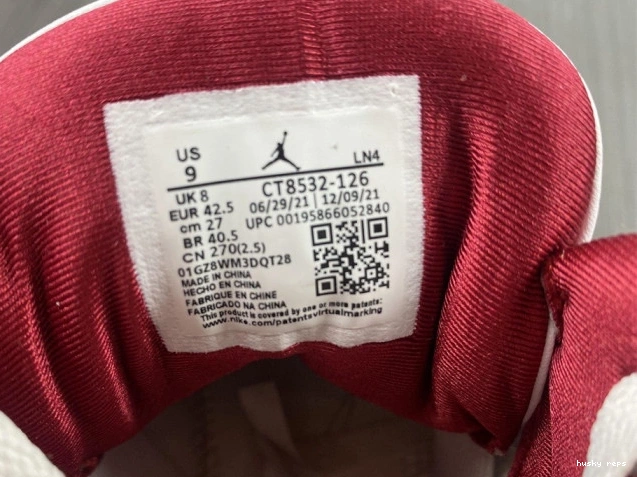 US
9
LN4
UK 8
CT8532-126
EUR 42.5
06/29/21 | 12/09/21
cm 27
UPC 00195866052840
BR 40.5
CN 270(2.5)
01GZ8WM3DQT28
MADE IN CHINA
HECHO EN CHINA
FABRIQUE EN CHINE
FABRICADO NA CHINA
This product is covered by one or more patents:
www.nike.com/patentsvirtualmarking
husky reps